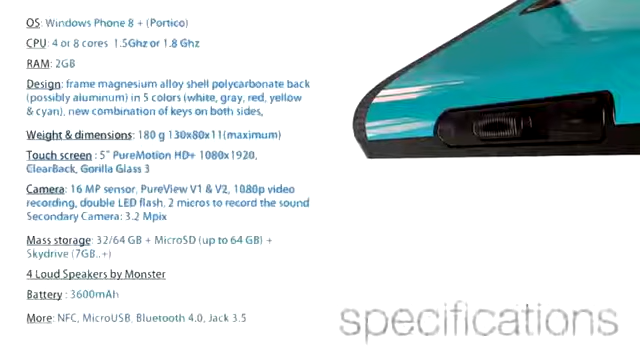 OS: Windows Phone 8 + (Portico)
CPU: 4 or 8 cores 1.5Ghz or 1.8 Ghz
RAM: 2GB
Design: frame magnesium alloy shell polycarbonate back
(possibly aluminum) in 5 colors (white, gray, red, yellow
& cyan), new combination of keys on both sides,
Weight & dimensions: 180 g 130x80x11(maximum)
Touch screen : 5" PureMotion HD+ 1080x1920,
ClearBack, Gorilla Glass 3
Camera: 16 MP sensor, PureView V1 & V2, 1080p video
recording, double LED flash. 2 micros to record the sound
Secondary Camera: 3.2 Mpix
Mass storage: 32/64 GB + MicroSD (up to 64 GB) +
Skydrive (7GB..+)
4 Loud Speakers by Monster
Battery : 3600mAh
More: NFC, MicroUSB, Bluetooth 4.0, Jack 3.5
specifications